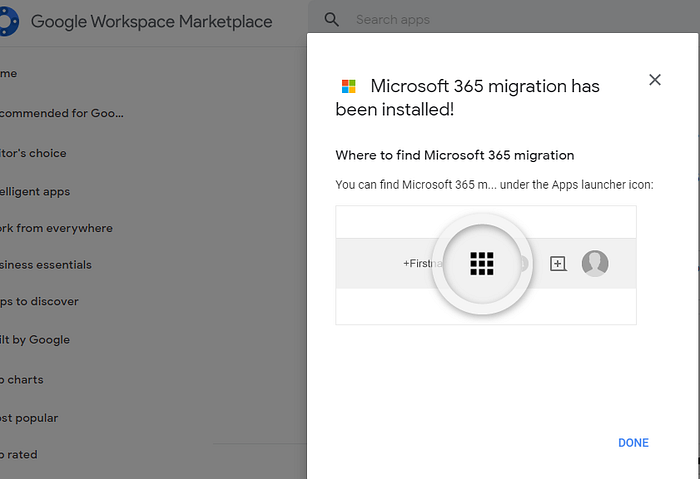 Google Workspace Marketplace
Search apps
me
commended for Goo...
tor's choice
elligent apps
ork from everywhere
siness essentials
ps to discover
ilt by Google
p charts
ost popular
p rated
Microsoft 365 migration has
been installed!
Where to find Microsoft 365 migration
You can find Microsoft 365 m... under the Apps launcher icon:
+Firstna
DONE